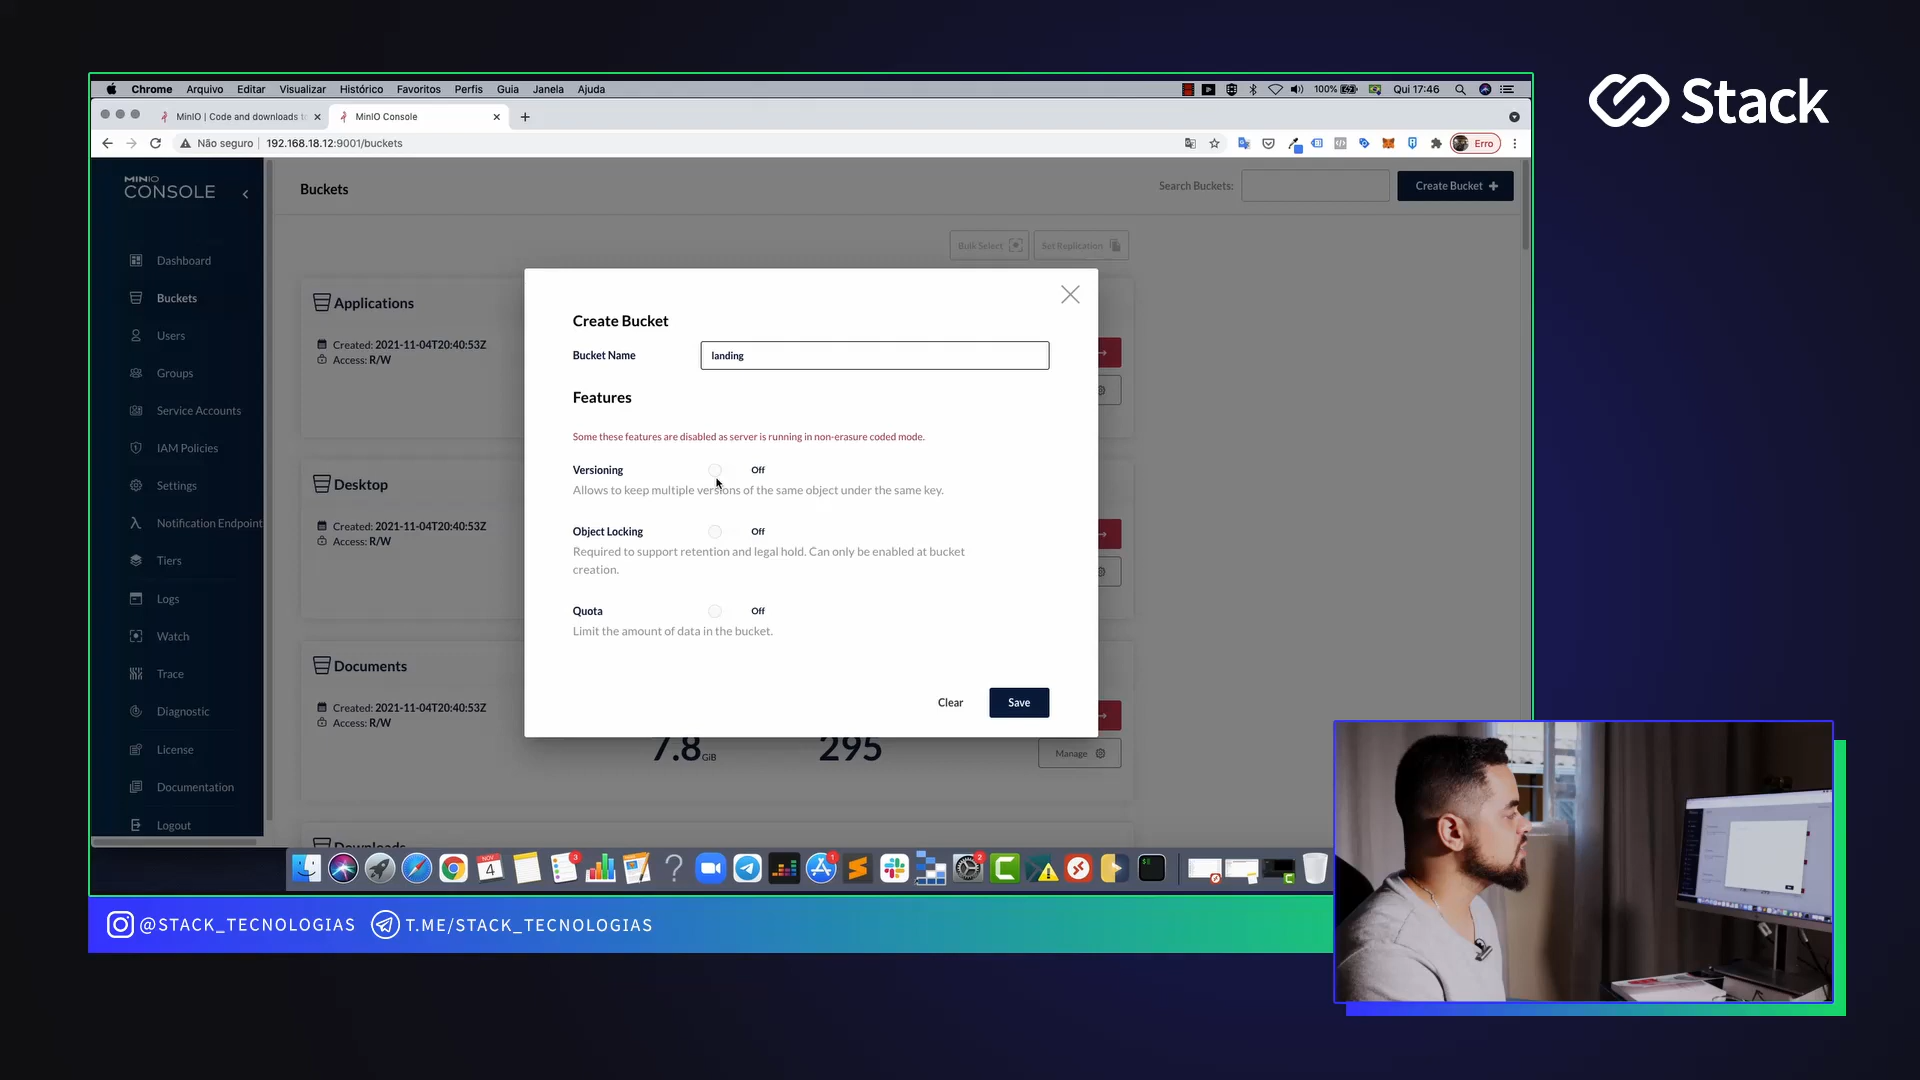 Stack
Chrome Arquivo Editar Visualizar Histórico Favoritos Perfis Guia Janela Ajuda
100% Qui 17:46
MinIO | Code and downloads to
MinIO Console
Não seguro 192.168.18.12:9001/buckets
Erro
MINIO
CONSOLE
Buckets
Search Buckets:
Create Bucket +
Bulk Select
Set Replication
Dashboard
Buckets
Users
Groups
Service Accounts
IAM Policies
Settings
Notification Endpoint
Tiers
Logs
Watch
Trace
Diagnostic
License
Documentation
Logout
Applications
Created: 2021-11-04T20:40:53Z
Access: R/W
Desktop
Created: 2021-11-04T20:40:53Z
Access: R/W
Documents
Created: 2021-11-04T20:40:53Z
Access: R/W
7.8 GiB
295
Manage
Downloads
Create Bucket
Bucket Name
landing
Features
Some these features are disabled as server is running in non-erasure coded mode.
Versioning
Off
Allows to keep multiple versions of the same object under the same key.
Object Locking
Off
Required to support retention and legal hold. Can only be enabled at bucket
creation.
Quota
Off
Limit the amount of data in the bucket.
Clear
Save
NOV
4
3
1
2
@STACK_TECNOLOGIAS
T.ME/STACK_TECNOLOGIAS